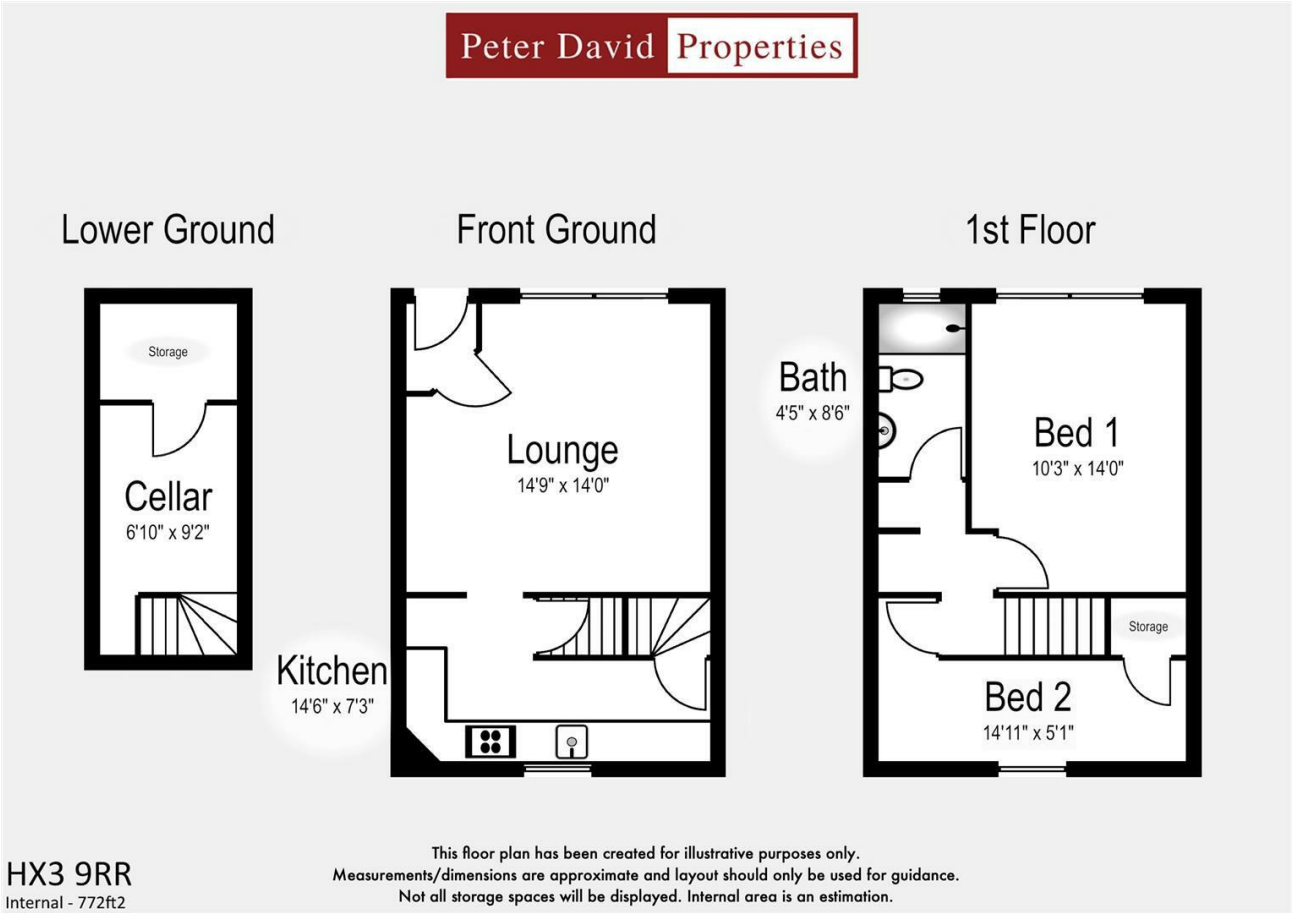 Peter David Properties
Lower Ground
Front Ground
1st Floor
Storage
Cellar
6'10" x 9'2"
Lounge
14'9" x 14'0"
Kitchen
14'6" x 7'3"
Bath
4'5" x 8'6"
Bed 1
10'3" x 14'0"
Storage
Bed 2
14'11" x 5'1"
HX3 9RR
Internal - 772ft2
This floor plan has been created for illustrative purposes only.
Measurements/dimensions are approximate and layout should only be used for guidance.
Not all storage spaces will be displayed. Internal area is an estimation.